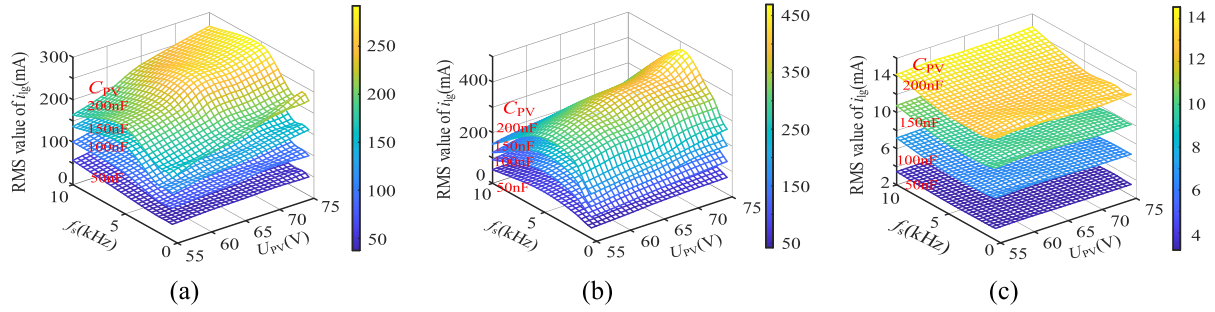 RMS value of ilg(mA)
300
200
100
0
10
5
0
fs(kHz)
55
60
65
70
75
UPV(V)
CPV
200nF
150nF
100nF
50nF
250
200
150
100
50
(a)
RMS value of ilg(mA)
400
200
0
10
5
0
fs(kHz)
55
60
65
70
75
UPV(V)
CPV
200nF
150nF
100nF
50nF
450
350
250
150
50
(b)
RMS value of ilg(mA)
14
10
6
2
10
5
0
fs(kHz)
55
60
65
70
75
UPV(V)
CPV
200nF
150nF
100nF
50nF
14
12
10
8
6
4
(c)